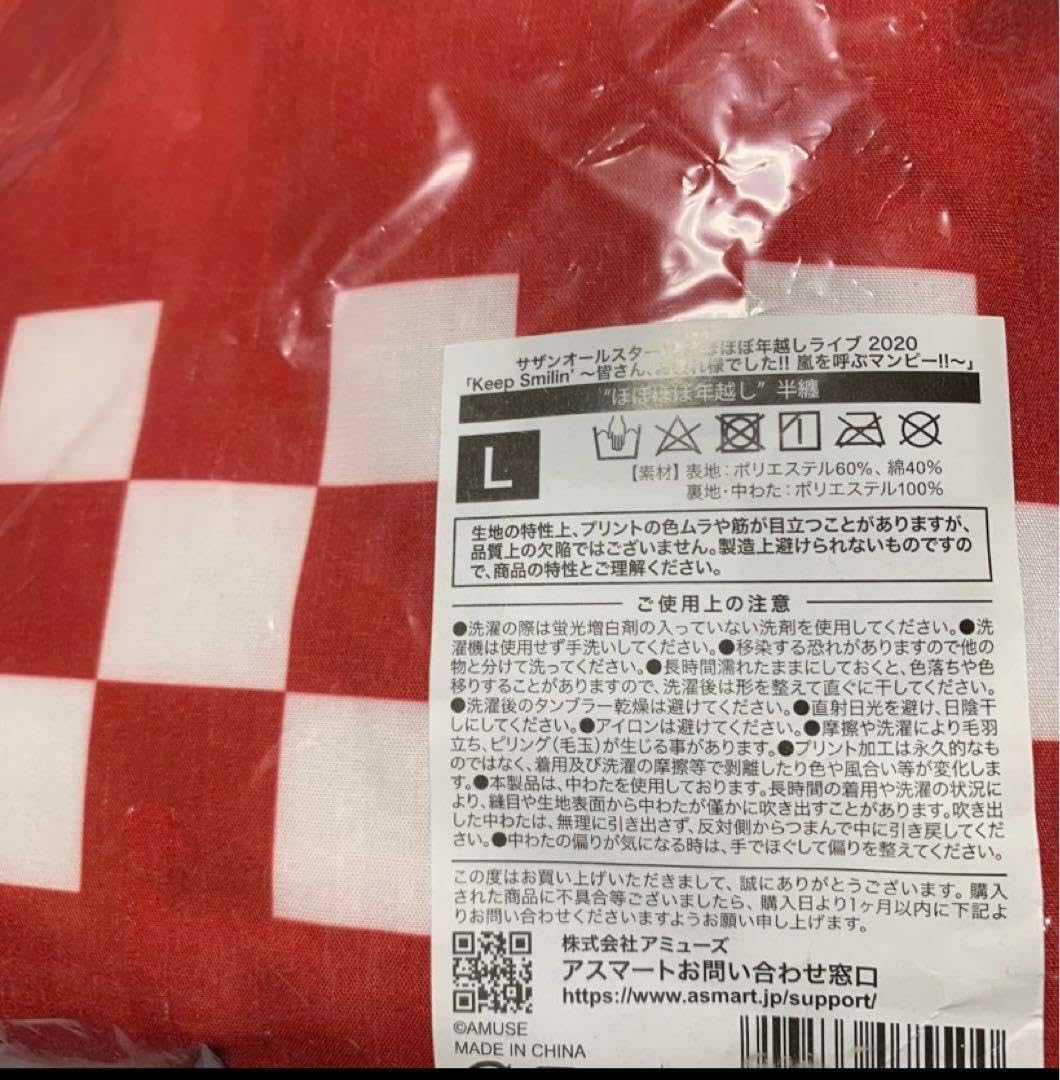 サザンオールスター ほぼ年越しライブ 2020
「Keep Smilin' ～皆さん、お疲れ様でした!! 嵐を呼ぶマンピー!!～」
“ほぼほぼ年越し” 半纏
L
【素材】表地：ポリエステル60%、綿40%
裏地・中わた：ポリエステル100%
生地の特性上、プリントの色ムラや筋が目立つことがありますが、
品質上の欠陥ではございません。製造上避けられないものですの
で、商品の特性とご理解ください。
ご使用上の注意
●洗濯の際は蛍光増白剤の入っていない洗剤を使用してください。●洗
濯機は使用せず手洗いしてください。●移染する恐れがありますので他の
物と分けて洗ってください。●長時間濡れたままにしておくと、色落ちや色
移りすることがありますので、洗濯後は形を整えて直ぐに干してください。
●洗濯後のタンブラー乾燥は避けてください。●直射日光を避け、日陰干
しにしてください。●アイロンは避けてください。●摩擦や洗濯により毛羽
立ち、ピリング(毛玉)が生じる事があります。●プリント加工は永久的なも
のではなく、着用及び洗濯の摩擦等で剥離したり色や風合い等が変化しま
す。●本製品は、中わたを使用しております。長時間の着用や洗濯の状況に
より、縫目や生地表面から中わたが僅かに吹き出すことがあります。吹き出
した中わたは、無理に引き出さず、反対側からつまんで中に引き戻してくだ
さい。●中わたの偏りが気になる時は、手でほぐして偏りを整えてください。
この度はお買い上げいただきまして、誠にありがとうございます。購入
された商品に不具合等ございましたら、購入日より1ヶ月以内に下記よ
りお問い合わせくださいますようお願い申し上げます。
株式会社アミューズ
アスマートお問い合わせ窓口
https://www.asmart.jp/support/
©AMUSE
MADE IN CHINA